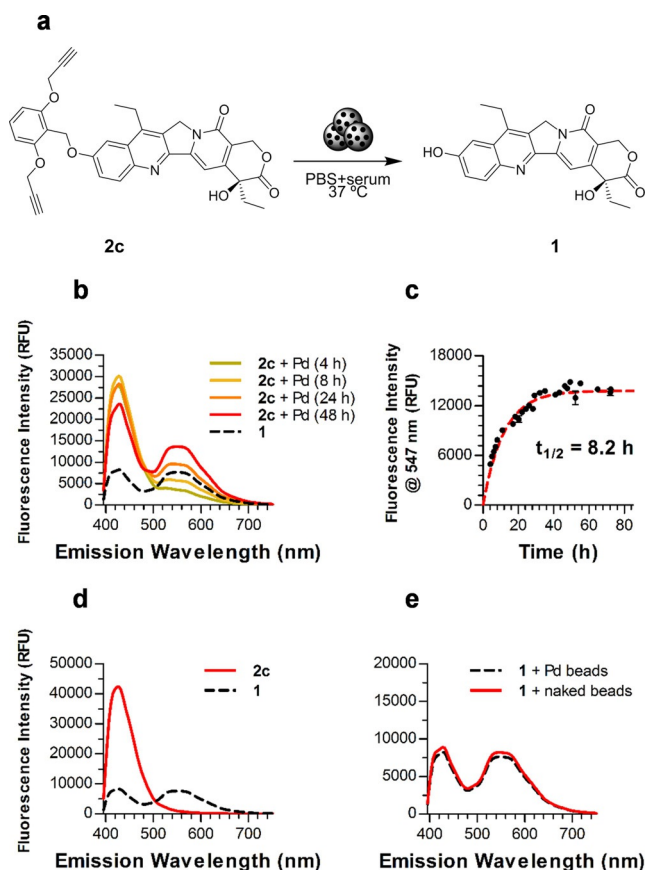 a
O
O
O
N
N
O
O
O
HO
PBS+serum
37 ºC
HO
N
N
O
O
O
HO
2c
1
b
Fluorescence Intensity (RFU)
35000
30000
25000
20000
15000
10000
5000
0
400 500 600 700
Emission Wavelength (nm)
2c + Pd (4 h)
2c + Pd (8 h)
2c + Pd (24 h)
2c + Pd (48 h)
1
c
Fluorescence Intensity
@ 547 nm (RFU)
18000
12000
6000
0
0 20 40 60 80
Time (h)
t1/2 = 8.2 h
d
Fluorescence Intensity (RFU)
50000
40000
30000
20000
10000
0
400 500 600 700
Emission Wavelength (nm)
2c
1
e
20000
15000
10000
5000
0
400 500 600 700
Emission Wavelength (nm)
1 + Pd beads
1 + naked beads